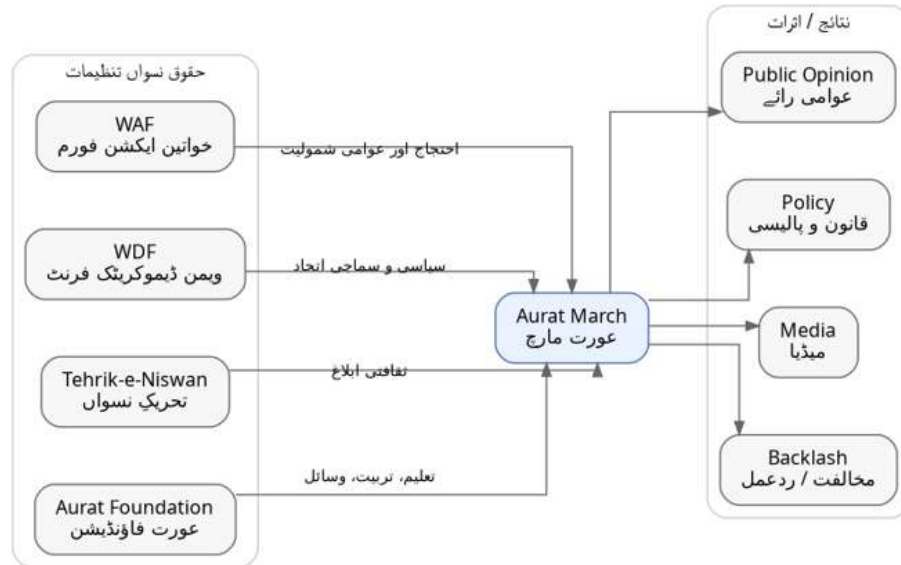 حقوق نسواں تنظیمات
WAF
خواتین ایکشن فورم
WDF
ویمن ڈیموکریٹک فرنٹ
Tehrik-e-Niswan
تحریکِ نسواں
Aurat Foundation
عورت فاؤنڈیشن
احتجاج اور عوامی شمولیت
سیاسی و سماجی اتحاد
ثقافتی ابلاغ
تعلیم، تربیت، وسائل
Aurat March
عورت مارچ
نتائج / اثرات
Public Opinion
عوامی رائے
Policy
قانون و پالیسی
Media
میڈیا
Backlash
مخالفت / ردعمل